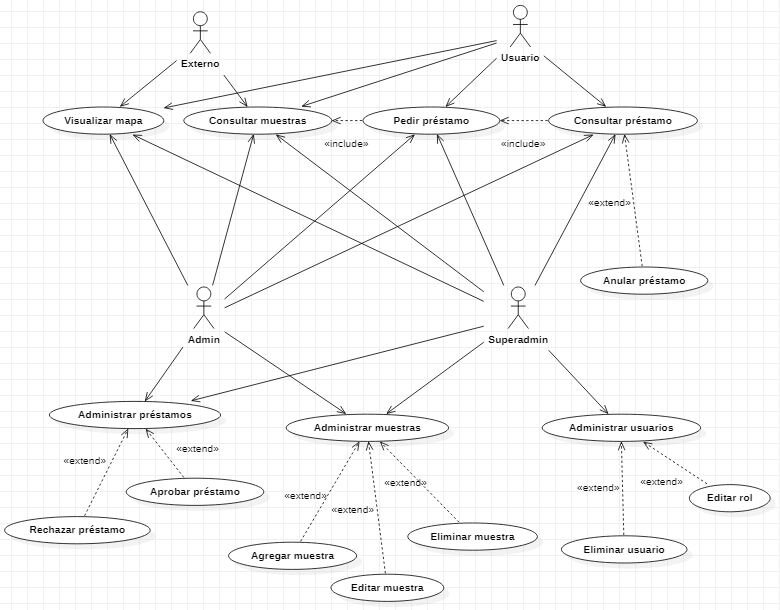 Externo
Usuario
Visualizar mapa
Consultar muestras
Pedir préstamo
Consultar préstamo
«include»
«include»
«extend»
Anular préstamo
Admin
Superadmin
Administrar préstamos
Administrar muestras
Administrar usuarios
«extend»
«extend»
«extend»
«extend»
«extend»
«extend»
«extend»
Aprobar préstamo
Editar rol
Rechazar préstamo
Eliminar muestra
Agregar muestra
Eliminar usuario
Editar muestra